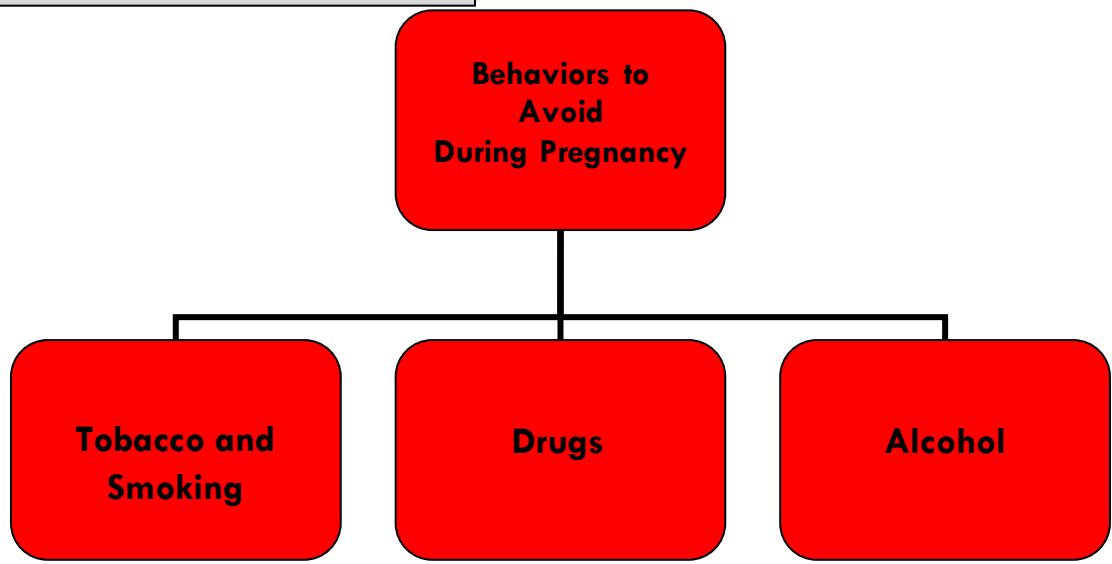 Behaviors to
Avoid
During Pregnancy
Tobacco and
Smoking
Drugs
Alcohol